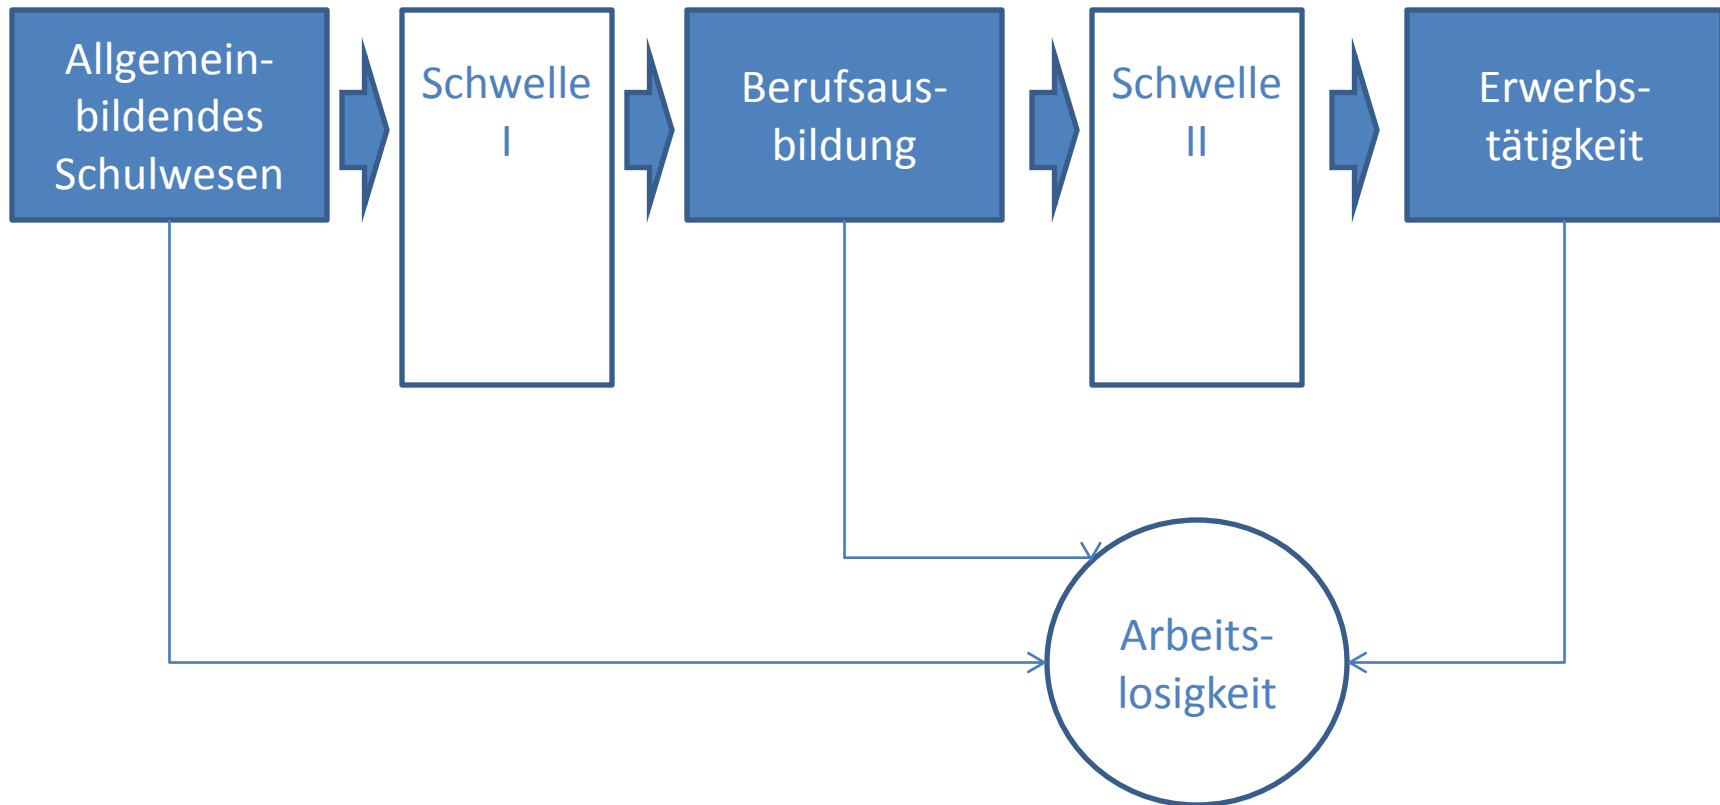 Allgemein-
bildendes
Schulwesen
Schwelle
I
Berufsaus-
bildung
Schwelle
II
Erwerbs-
tätigkeit
Arbeits-
losigkeit